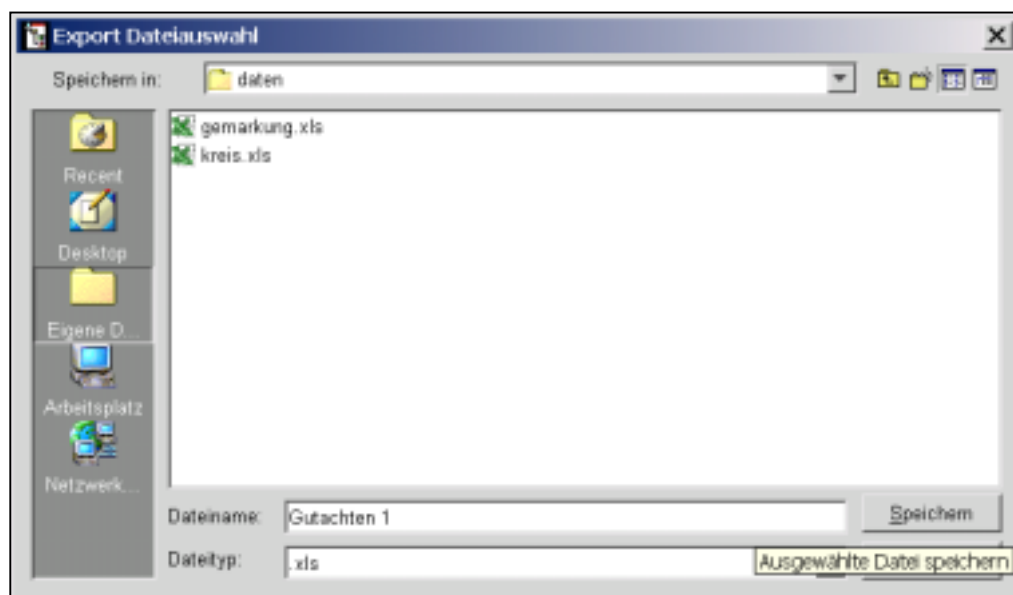 Export Dateiauswahl
Speichern in:
daten
gemarkung.xls
kreis.xls
Recent
Desktop
Eigene D...
Arbeitsplatz
Netzwerk...
Dateiname:
Gutachten 1
Speichern
Dateityp:
.xls
Ausgewählte Datei speichern